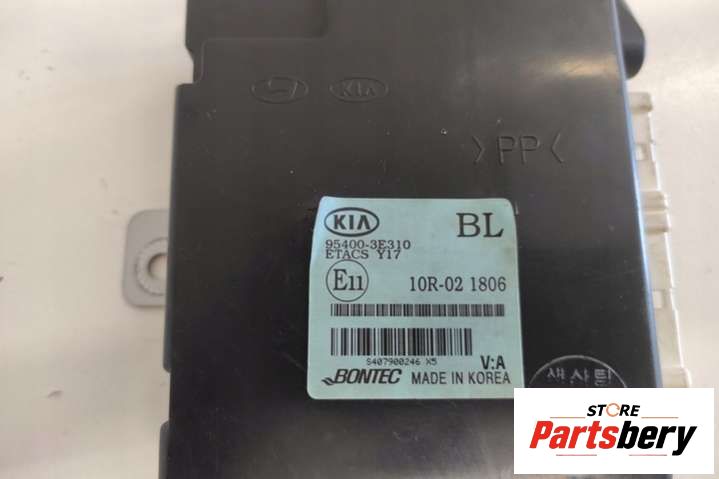 KIA
>PP<
KIA
BL
95400-3E310
ETACS Y17
E11
10R-02 1806
S407900246 X5
V:A
BONTEC
MADE IN KOREA
STORE
Partsbery